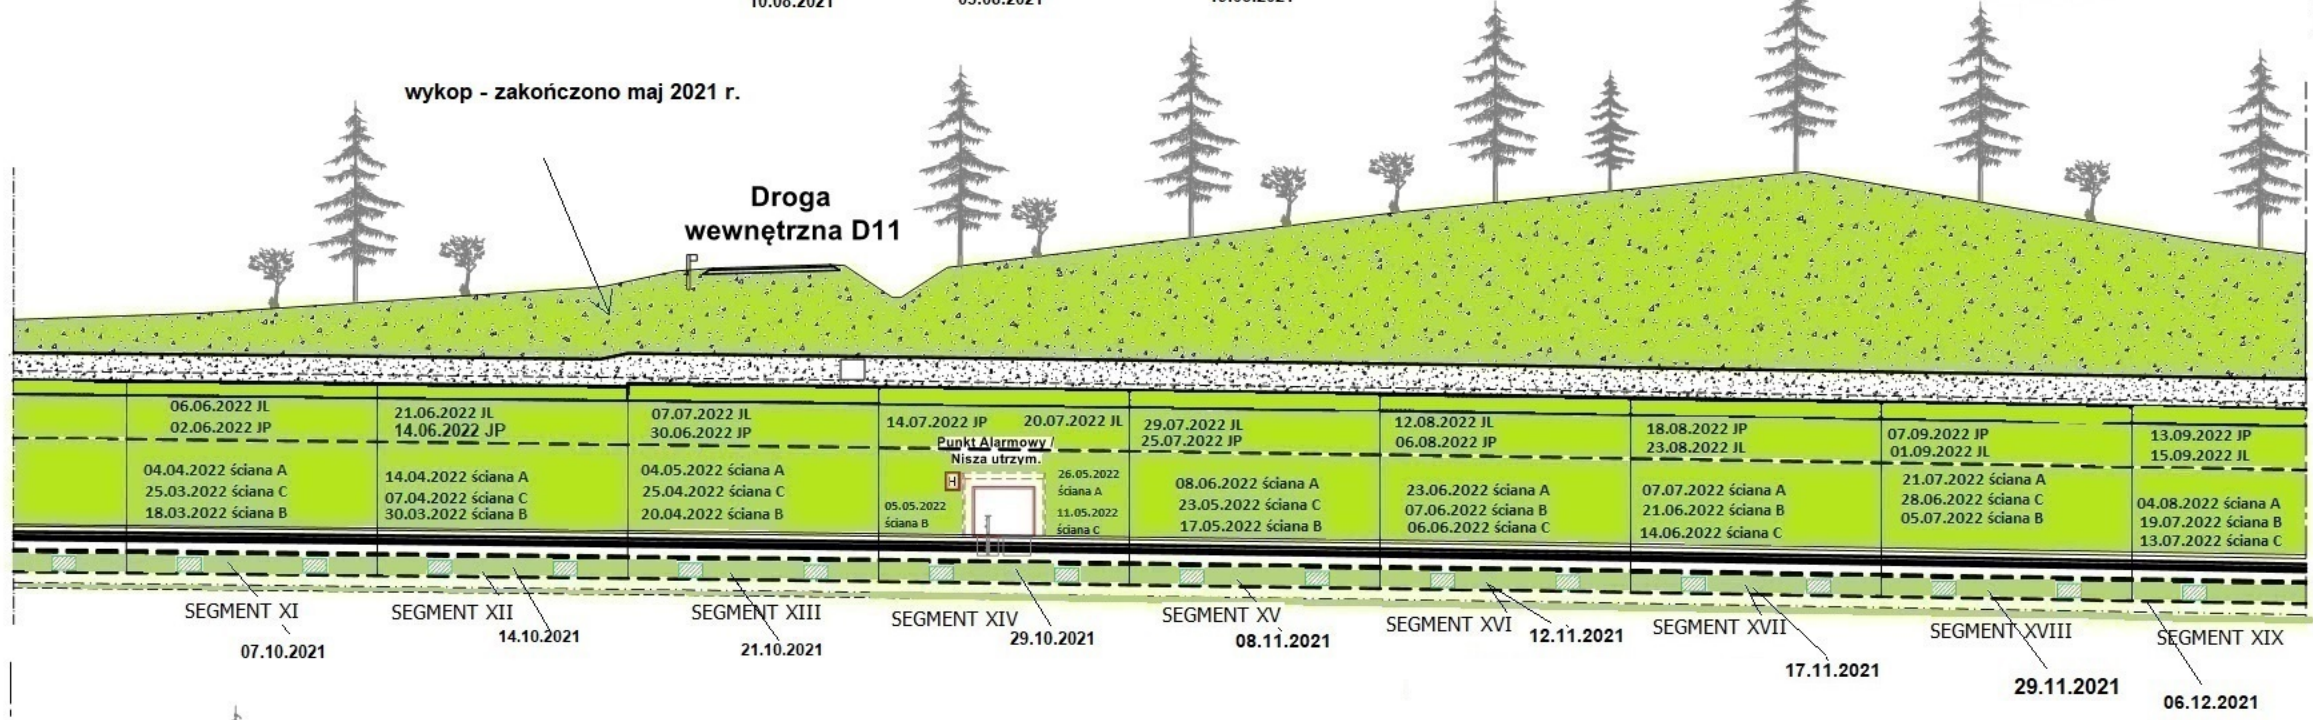 10.08.2021
wykop - zakończono maj 2021 r.
Droga
wewnętrzna D11
06.06.2022 JL
02.06.2022 JP
04.04.2022 ściana A
25.03.2022 ściana C
18.03.2022 ściana B
21.06.2022 JL
14.06.2022 JP
14.04.2022 ściana A
07.04.2022 ściana C
30.03.2022 ściana B
07.07.2022 JL
30.06.2022 JP
04.05.2022 ściana A
25.04.2022 ściana C
20.04.2022 ściana B
14.07.2022 JP
20.07.2022 JL
Punkt Alarmowy /
Nisza utrzym.
H
05.05.2022
ściana B
26.05.2022
ściana A
11.05.2022
ściana C
29.07.2022 JL
25.07.2022 JP
08.06.2022 ściana A
23.05.2022 ściana C
17.05.2022 ściana B
12.08.2022 JL
06.08.2022 JP
23.06.2022 ściana A
07.06.2022 ściana B
06.06.2022 ściana C
18.08.2022 JP
23.08.2022 JL
07.07.2022 ściana A
21.06.2022 ściana B
14.06.2022 ściana C
07.09.2022 JP
01.09.2022 JL
21.07.2022 ściana A
28.06.2022 ściana C
05.07.2022 ściana B
13.09.2022 JP
15.09.2022 JL
04.08.2022 ściana A
19.07.2022 ściana B
13.07.2022 ściana C
SEGMENT XI
07.10.2021
SEGMENT XII
14.10.2021
SEGMENT XIII
21.10.2021
SEGMENT XIV
29.10.2021
SEGMENT XV
08.11.2021
SEGMENT XVI
12.11.2021
SEGMENT XVII
17.11.2021
SEGMENT XVIII
29.11.2021
SEGMENT XIX
06.12.2021